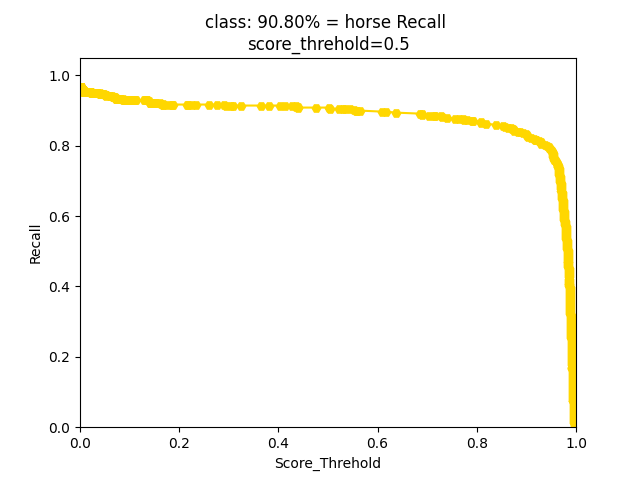 class: 90.80% = horse Recall
score_threhold=0.5
1.0
0.8
0.6
0.4
0.2
0.0
Recall
0.0 0.2 0.4 0.6 0.8 1.0
Score_Threhold